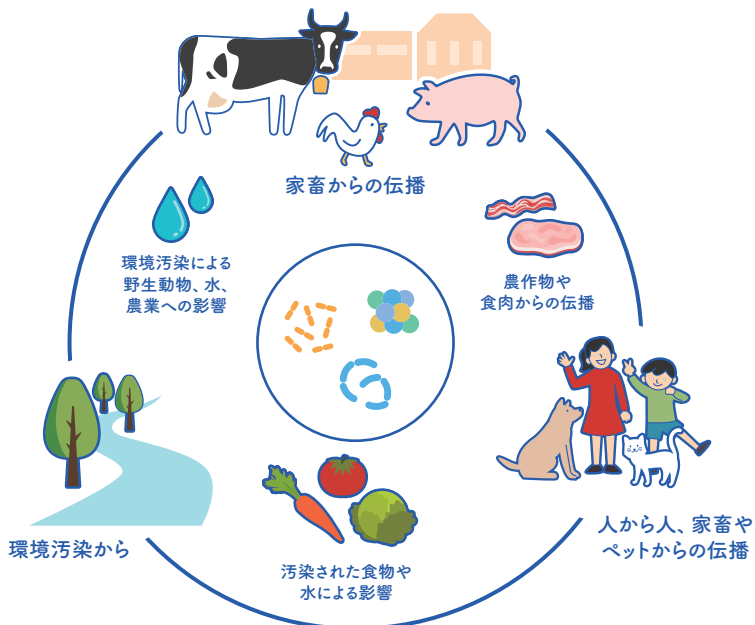 家畜からの伝播
環境汚染による
野生動物、水、
農業への影響
農作物や
食肉からの伝播
環境汚染から
汚染された食物や
水による影響
人から人、家畜や
ペットからの伝播